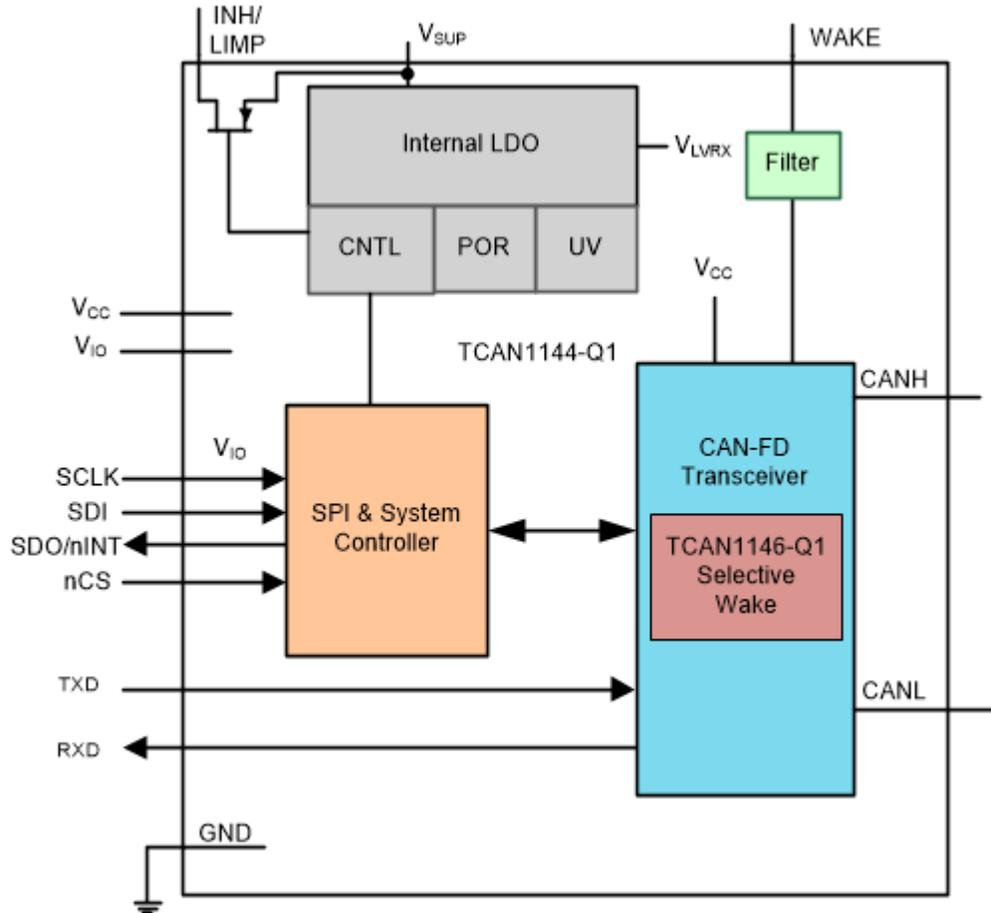 INH/
LIMP
VSUP
WAKE
Internal LDO
VLVRX
Filter
CNTL
POR
UV
VCC
VCC
VIO
TCAN1144-Q1
CANH
VIO
SCLK
SDI
SDO/nINT
nCS
SPI & System
Controller
CAN-FD
Transceiver
TCAN1146-Q1
Selective
Wake
TXD
CANL
RXD
GND